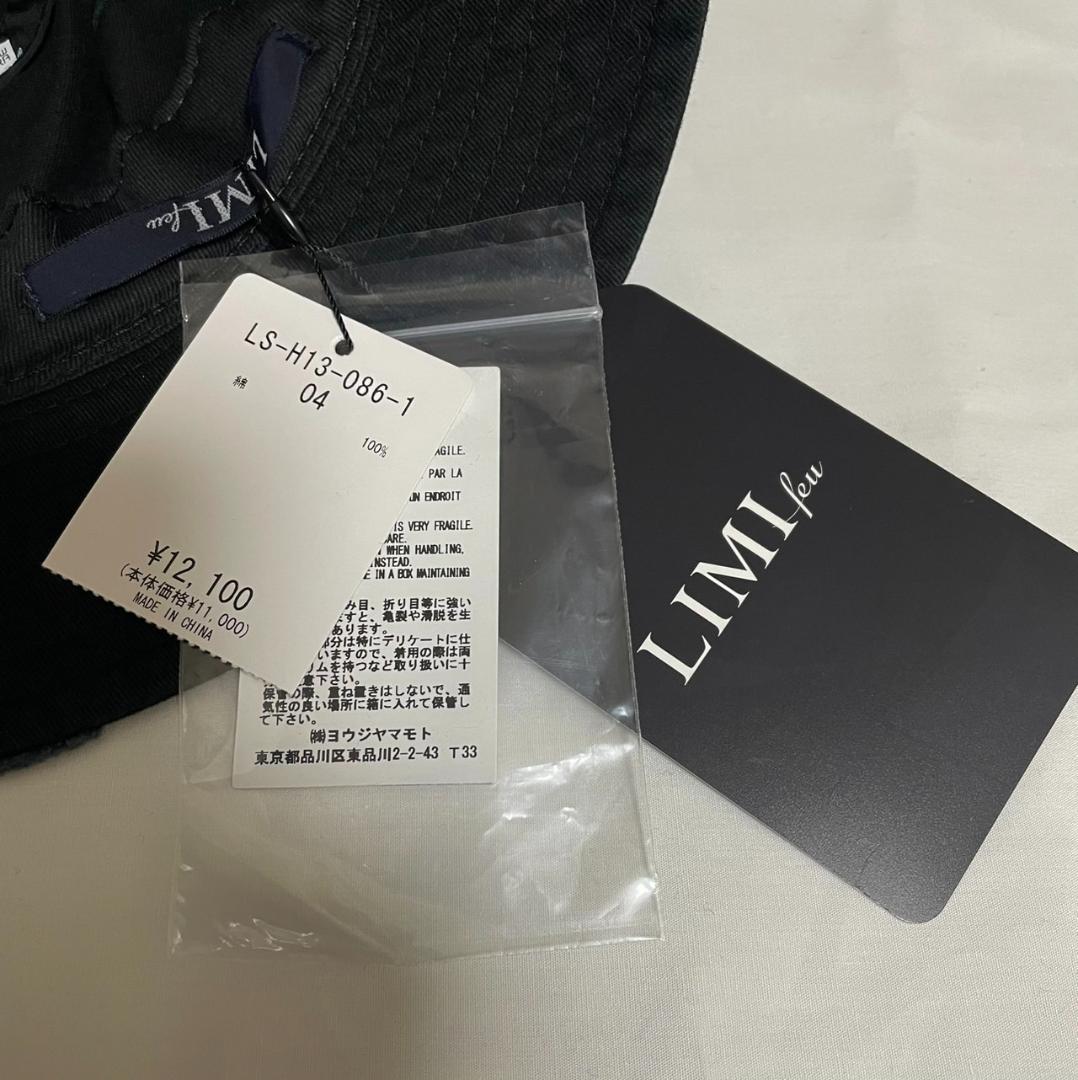 LIMI feu
LS-H13-086-1
04
綿
100%
¥12,100
(本体価格¥11,000)
MADE IN CHINA
AGILE.
PAR LA
UN ENDROIT
IS VERY FRAGILE.
ARE.
WHEN HANDLING,
INSTEAD.
E IN A BOX MAINTAINING
み目、折り目等に強い
すと、亀裂や滑脱を生
あります。
部分は特にデリケートに仕
いますので、着用の際は両
リムを持つなど取り扱いに十
意下さい。
保管の際、重ね置きはしないで、通
気性の良い場所に箱に入れて保管し
て下さい。
㈱ヨウジヤマモト
東京都品川区東品川2-2-43 T33
LIMI feu